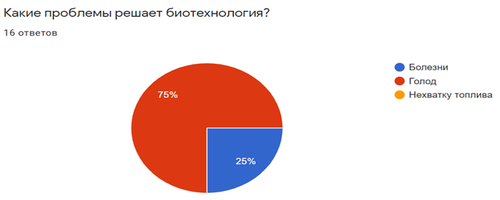 Какие проблемы решает биотехнология?
16 ответов
75%
25%
Болезни
Голод
Нехватку топлива